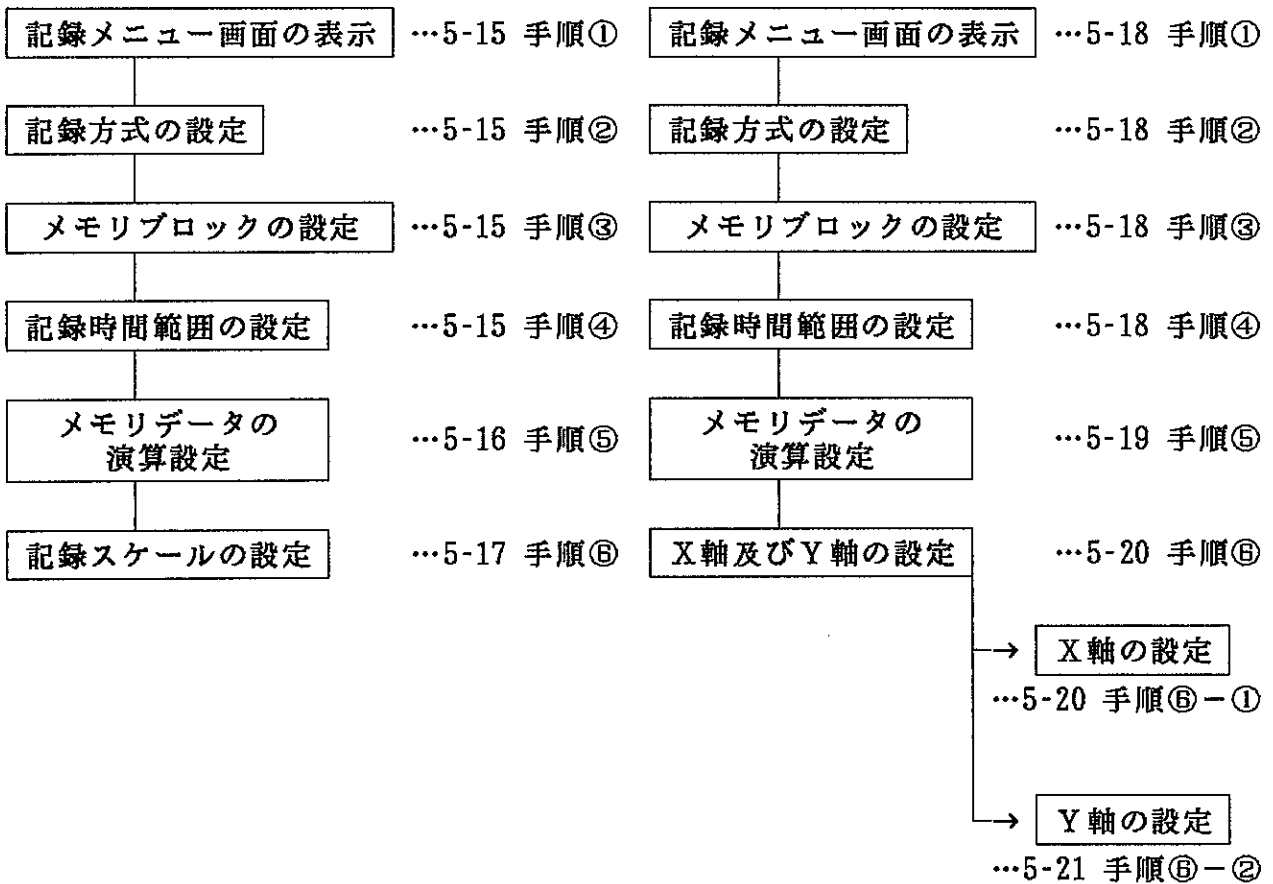 記録メニュー画面の表示 …5-15 手順①
記録方式の設定 …5-15 手順②
メモリブロックの設定 …5-15 手順③
記録時間範囲の設定 …5-15 手順④
メモリデータの
演算設定 …5-16 手順⑤
記録スケールの設定 …5-17 手順⑥
記録メニュー画面の表示 …5-18 手順①
記録方式の設定 …5-18 手順②
メモリブロックの設定 …5-18 手順③
記録時間範囲の設定 …5-18 手順④
メモリデータの
演算設定 …5-19 手順⑤
X軸及びY軸の設定 …5-20 手順⑥
→ X軸の設定
…5-20 手順⑥-①
→ Y軸の設定
…5-21 手順⑥-②